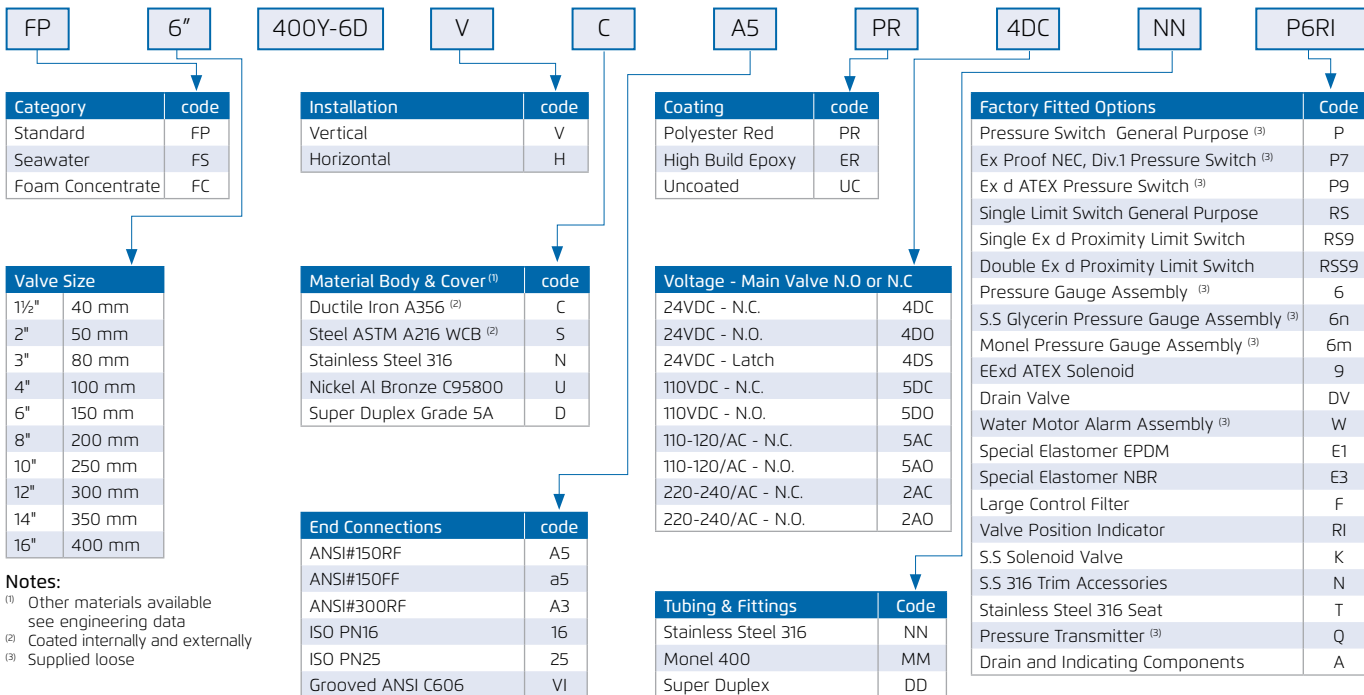 FP 6″ 400Y-6D V C A5 PR 4DC NN P6RI
Category code
Standard FP
Seawater FS
Foam Concentrate FC
Valve Size
1½" 40 mm
2" 50 mm
3" 80 mm
4" 100 mm
6" 150 mm
8" 200 mm
10" 250 mm
12" 300 mm
14" 350 mm
16" 400 mm
Notes:
(1) Other materials available
see engineering data
(2) Coated internally and externally
(3) Supplied loose
Installation code
Vertical V
Horizontal H
Material Body & Cover (1) code
Ductile Iron A356 (2) C
Steel ASTM A216 WCB (2) S
Stainless Steel 316 N
Nickel Al Bronze C95800 U
Super Duplex Grade 5A D
End Connections code
ANSI#150RF A5
ANSI#150FF a5
ANSI#300RF A3
ISO PN16 16
ISO PN25 25
Grooved ANSI C606 VI
Coating code
Polyester Red PR
High Build Epoxy ER
Uncoated UC
Voltage - Main Valve N.O or N.C
24VDC - N.C. 4DC
24VDC - N.O. 4DO
24VDC - Latch 4DS
110VDC - N.C. 5DC
110VDC - N.O. 5DO
110-120/AC - N.C. 5AC
110-120/AC - N.O. 5AO
220-240/AC - N.C. 2AC
220-240/AC - N.O. 2AO
Tubing & Fittings Code
Stainless Steel 316 NN
Monel 400 MM
Super Duplex DD
Factory Fitted Options Code
Pressure Switch General Purpose (3) P
Ex Proof NEC, Div.1 Pressure Switch (3) P7
Ex d ATEX Pressure Switch (3) P9
Single Limit Switch General Purpose RS
Single Ex d Proximity Limit Switch RS9
Double Ex d Proximity Limit Switch RSS9
Pressure Gauge Assembly (3) 6
S.S Glycerin Pressure Gauge Assembly (3) 6n
Monel Pressure Gauge Assembly (3) 6m
EExd ATEX Solenoid 9
Drain Valve DV
Water Motor Alarm Assembly (3) W
Special Elastomer EPDM E1
Special Elastomer NBR E3
Large Control Filter F
Valve Position Indicator RI
S.S Solenoid Valve K
S.S 316 Trim Accessories N
Stainless Steel 316 Seat T
Pressure Transmitter (3) Q
Drain and Indicating Components A